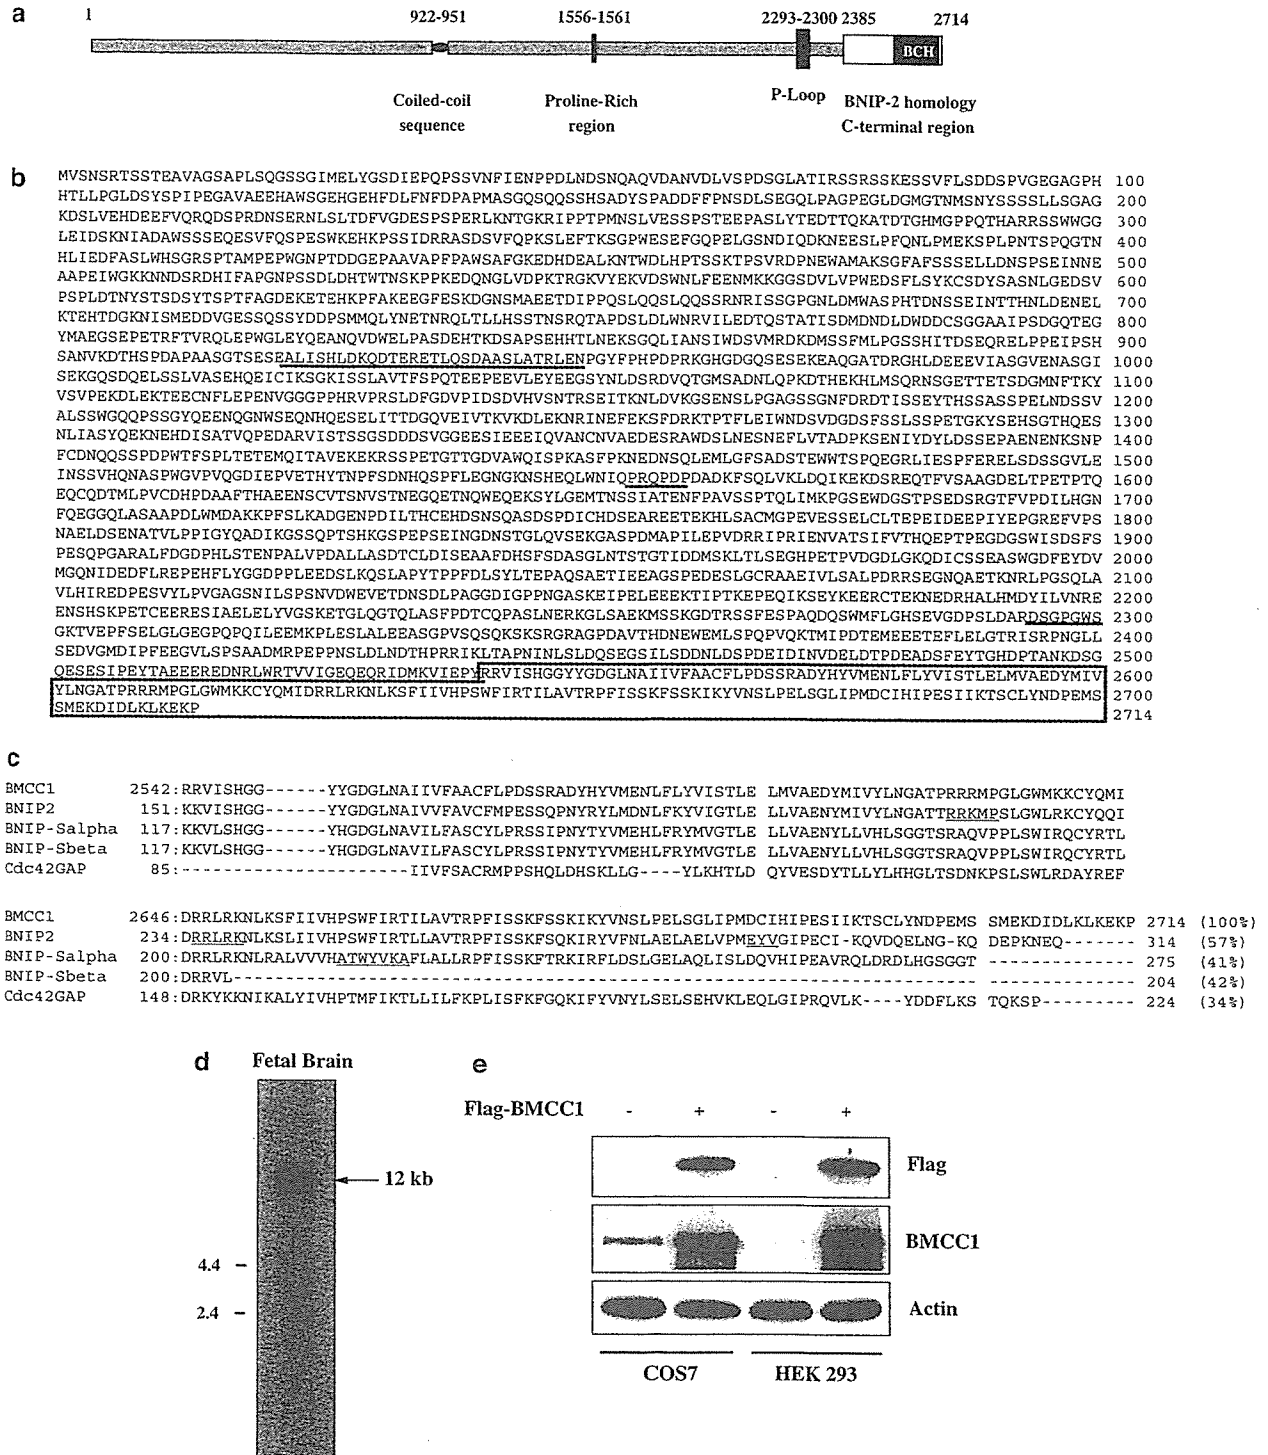 a
1 922-951 1556-1561 2293-2300 2385 2714
BCH
Coiled-coil sequence
Proline-Rich region
P-Loop
BNIP-2 homology C-terminal region
b
MVSNSRTSSTEAVAGSAPLSQGSSGIMELYGSDIEPQPSSVNFIENPPDLNDSNQAQVDANVDLVSPDSGLATIRSSRSSKESSVFLSDDSPVGEGAGPH 100
HTLLPGLDSYSPIPEGAVAEEHAWSGEHGEHFDLFNFDPAPMASGQSQQSSHSADYSPADDFFPNSDLSEGQLPAGPEGLDGMGTNMSNYSSSSLLSGAG 200
KDSLVEHDEEFVQRQDSPRDNSERNLSLTDFVGDESPSPERLKNTGKRIPPTPMNSLVESSPSTEEPASLYTEDTTQKATDTGHMGPPQTHARRSSWWGG 300
LEIDSKNIADAWSSSEQESVFQSPESWKEHKPSSIDRRASDSVFQPKSLEFTKSGPWESEFGQPELGSNDIQDKNEESLPFQNLPMEKSPLPNTSPQGTN 400
HLIEDFASLWHSGRSPTAMPEPWGNPTDDGEPAAVAPFPAWSAFGKEDHDEALKNTWDLHPTSSKTPSVRDPNEWAMAKSGFAFSSSELLDNSPSEINNE 500
AAPEIWGKKNNDSRDHIFAPGNPSSDLDHTWTNSKPPKEDQNGLVDPKTRGKVYEKVDSWNLFEENMKKGGSDVLVPWEDSFLSYKCSDYSASNLGEDSV 600
PSPLDTNYSTSDSYTSPTFAGDEKETEHKPFAKEEGFESKDGNSMAEETDIPPQSLQQSLQQSSRNRISSGPGNLDMWASPHTDNSSEINTTHNLDENEL 700
KTEHTDGKNISMEDDVGESSQSSYDDPSMMQLYNETNRQLTLLHSSTNSRQTAPDSLDLWNRVILEDTQSTATISDMDNDLDWDDCSGGAAIPSDGQTEG 800
YMAEGSEPETRFTVRQLEPWGLEYQEANQVDWELPASDEHTKDSAPSEHHTLNEKSGQLIANSIWDSVMRDKDMSSFMLPGSSHITDSEQRELPPEIPSH 900
SANVKDTHSPDAPAASGTSESEALISHLDKQDTERETLQSDAASLATRLENPGYFPHPDPRKGHGDGQSESEKEAQGATDRGHLDEEEVIASGVENASGI 1000
SEKGQSDQELSSLVASEHQEICIKSGKISSLAVTFSPQTEEPEEVLEYEEGSYNLDSRDVQTGMSADNLQPKDTHEKHLMSQRNSGETTETSDGMNFTKY 1100
VSVPEKDLEKTEECNFLEPENVGGGPPHRVPRSLDFGDVPIDSDVHVSNTRSEITKNLDVKGSENSLPGAGSSGNFDRDTISSEYTHSSASSPELNDSSV 1200
ALSSWGQQPSSGYQEENQGNWSEQNHQESELITTDGQVEIVTKVKDLEKNRINEFEKSFDRKTPTFLEIWNDSVDGDSFSSLSSPETGKYSEHSGTHQES 1300
NLIASYQEKNEHDISATVQPEDARVISTSSGSDDDSVGGEESIEEEIQVANCNVAEDESRAWDSLNESNEFLVTADPKSENIYDYLDSSEPAENENKSNP 1400
FCDNQQSSPDPWTFSPLTETEMQITAVEKEKRSSPETGTTGDVAWQISPKASFPKNEDNSQLEMLGFSADSTEWWTSPQEGRLIESPFERELSDSSGVLE 1500
INSSVHQNASPWGVPVQGDIEPVETHYTNPFSDNHQSPFLEGNGKNSHEQLWNIQPRQPDPDADKFSQLVKLDQIKEKDSREQTFVSAAGDELTPETPTQ 1600
EQCQDTMLPVCDHPDAAFTHAEENSCVTSNVSTNEGQETNQWEQEKSYLGEMTNSSIATENFPAVSSPTQLIMKPGSEWDGSTPSEDSRGTFVPDILHGN 1700
FQEGGQLASAAPDLWMDAKKPFSLKADGENPDILTHCEHDSNSQASDSPDICHDSEAREETEKHLSACMGPEVESSELCLTEPEIDEEPIYEPGREFVPS 1800
NAELDSENATVLPPIGYQADIKGSSQPTSHKGSPEPSEINGDNSTGLQVSEKGASPDMAPILEPVDRRIPRIENVATSIFVTHQEPTPEGDGSWISDSFS 1900
PESQPGARALFDGDPHLSTENPALVPDALLASDTCLDISEAAFDHSFSDASGLNTSTGTIDDMSKLTLSEGHPETPVDGDLGKQDICSSEASWGDFEYDV 2000
MGQNIDEDFLREPEHFLYGGDPPLEEDSLKQSLAPYTPPFDLSYLTEPAQSAETIEEAGSPEDESLGCRAAEIVLSALPDRRSEGNQAETKNRLPGSQLA 2100
VLHIREDPESVYLPVGAGSNILSPSNVDWEVETDNSDLPAGGDIGPPNGASKEIPELEEEKTIPTKEPEQIKSEYKEERCTEKNEDRHALHMDYILVNRE 2200
ENSHSKPETCEERESIAELELYVGSKETGLQGTQLASFPDTCQPASLNERKGLSAEKMSSKGDTRSSFESPAQDQSWMFLGHSEVGDPSLDARDSGPGWS 2300
GKTVEPFSELGLGEGPQPQILEEMKPLESLALEEASGPVSQSQKSKSRGRAGPDAVTHDNEWEMLSPQPVQKTMIPDTEMEEETEFLELGTRISRPNGLL 2400
SEDVGMDIPFEEGVLSPSAADMRPEPPNSLDLNDTHPRRIKLTAPNINLSLDQSEGSILSDDNLDSPDEIDINVDELDTPDEADSFEYTGHDPTANKDSG 2500
QESESIPEYTAEEEREDNRLWRTVVIGEQEQRIDMKVIEPYRRVISHGGYYGDGLNAIIVFAACFLPDSSRADYHYVMENLFLYVISTLELMVAEDYMIV 2600
YLNGATPRRRMPGLGWMKKCYQMIDRRLRKNLKSFIIVHPSWFIRTILAVTRPFISSKFSSKIKYVNSLPELSGLIPMDCIHIPESIIKTSCLYNDPEMS 2700
SMEKDIDLKLKEKP 2714
c
BMCC1 2542:RRVISHGG------YYGDGLNAIIVFAACFLPDSSRADYHYVMENLFLYVISTLE LMVAEDYMIVYLNGATPRRRMPGLGWMKKCYQMI
BNIP2 151:KKVISHGG------YYGDGLNAIVVFAVCFMPESSQPNYRYLMDNLFKYVIGTLE LLVAENYMIVYLNGATTRRKMPSLGWLRKCYQQI
BNIP-Salpha 117:KKVLSHGG------YHGDGLNAVILFASCYLPRSSIPNYTYVMEHLFRYMVGTLE LLVAENYLLVHLSGGTSRAQVPPLSWIRQCYRTL
BNIP-Sbeta 117:KKVLSHGG------YHGDGLNAVILFASCYLPRSSIPNYTYVMEHLFRYMVGTLE LLVAENYLLVHLSGGTSRAQVPPLSWIRQCYRTL
Cdc42GAP 85:----------------------IIVFSACRMPPSHQLDHSKLLG----YLKHTLD QYVESDYTLLYLHHGLTSDNKPSLSWLRDAYREF
BMCC1 2646:DRRLRKNLKSFIIVHPSWFIRTILAVTRPFISSKFSSKIKYVNSLPELSGLIPMDCIHIPESIIKTSCLYNDPEMS SMEKDIDLKLKEKP 2714 (100%)
BNIP2 234:DRRLRKNLKSLIIVHPSWFIRTLLAVTRPFISSKFSQKIRYVFNLAELAELVPMEYVGIPECI-KQVDQELNG-KQ DEPKNEQ------- 314 (57%)
BNIP-Salpha 200:DRRLRKNLRALVVVHATWYVKAFLALLRPFISSKFTRKIRFLDSLGELAQLISLDQVHIPEAVRQLDRDLHGSGGT -------------- 275 (41%)
BNIP-Sbeta 200:DRRVL---------------------------------------------------------------------- -------------- 204 (42%)
Cdc42GAP 148:DRKYKKNIKALYIVHPTMFIKTLLILFKPLISFKFGQKIFYVNYLSELSEHVKLEQLGIPRQVLK----YDDFLKS TQKSP--------- 224 (34%)
d
Fetal Brain
12 kb
4.4
2.4
e
Flag-BMCC1 - + - +
Flag
BMCC1
Actin
COS7 HEK 293